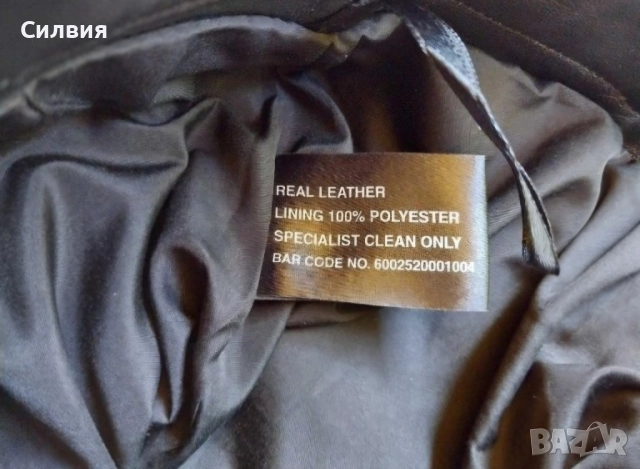 Силвия
REAL LEATHER
LINING 100% POLYESTER
SPECIALIST CLEAN ONLY
BAR CODE NO. 6002520001004
BAZAR